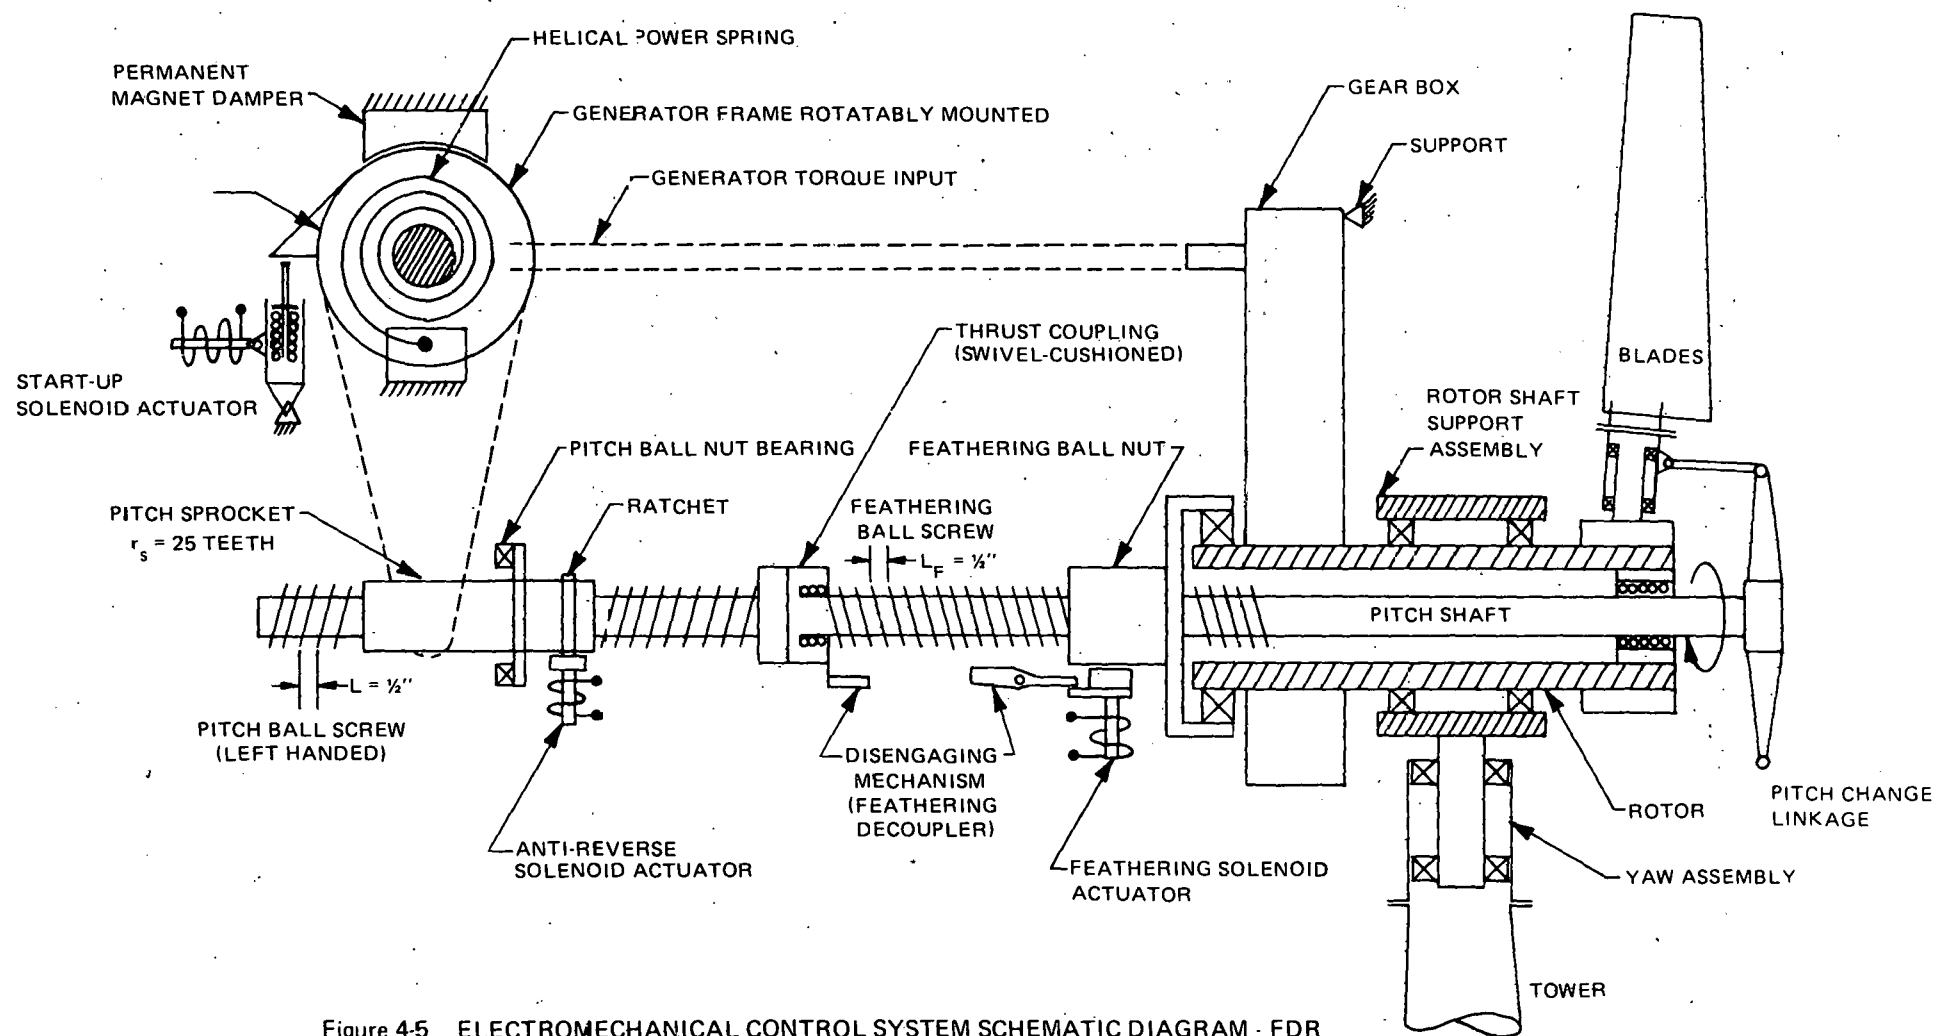 HELICAL POWER SPRING
PERMANENT
MAGNET DAMPER
GENERATOR FRAME ROTATABLY MOUNTED
GENERATOR TORQUE INPUT
GEAR BOX
SUPPORT
START-UP
SOLENOID ACTUATOR
THRUST COUPLING
(SWIVEL-CUSHIONED)
BLADES
ROTOR SHAFT
SUPPORT
ASSEMBLY
PITCH BALL NUT BEARING
FEATHERING BALL NUT
PITCH SPROCKET
rs = 25 TEETH
RATCHET
FEATHERING
BALL SCREW
LF = ½"
PITCH SHAFT
L = ½"
PITCH BALL SCREW
(LEFT HANDED)
DISENGAGING
MECHANISM
(FEATHERING
DECOUPLER)
ANTI-REVERSE
SOLENOID ACTUATOR
FEATHERING SOLENOID
ACTUATOR
ROTOR
PITCH CHANGE
LINKAGE
YAW ASSEMBLY
TOWER
Figure 4-5 ELECTROMECHANICAL CONTROL SYSTEM SCHEMATIC DIAGRAM - FDR